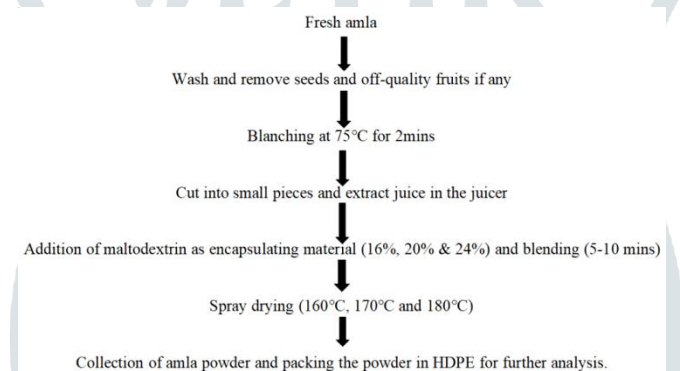 Fresh amla
Wash and remove seeds and off-quality fruits if any
Blanching at 75°C for 2mins
Cut into small pieces and extract juice in the juicer
Addition of maltodextrin as encapsulating material (16%, 20% & 24%) and blending (5-10 mins)
Spray drying (160°C, 170°C and 180°C)
Collection of amla powder and packing the powder in HDPE for further analysis.